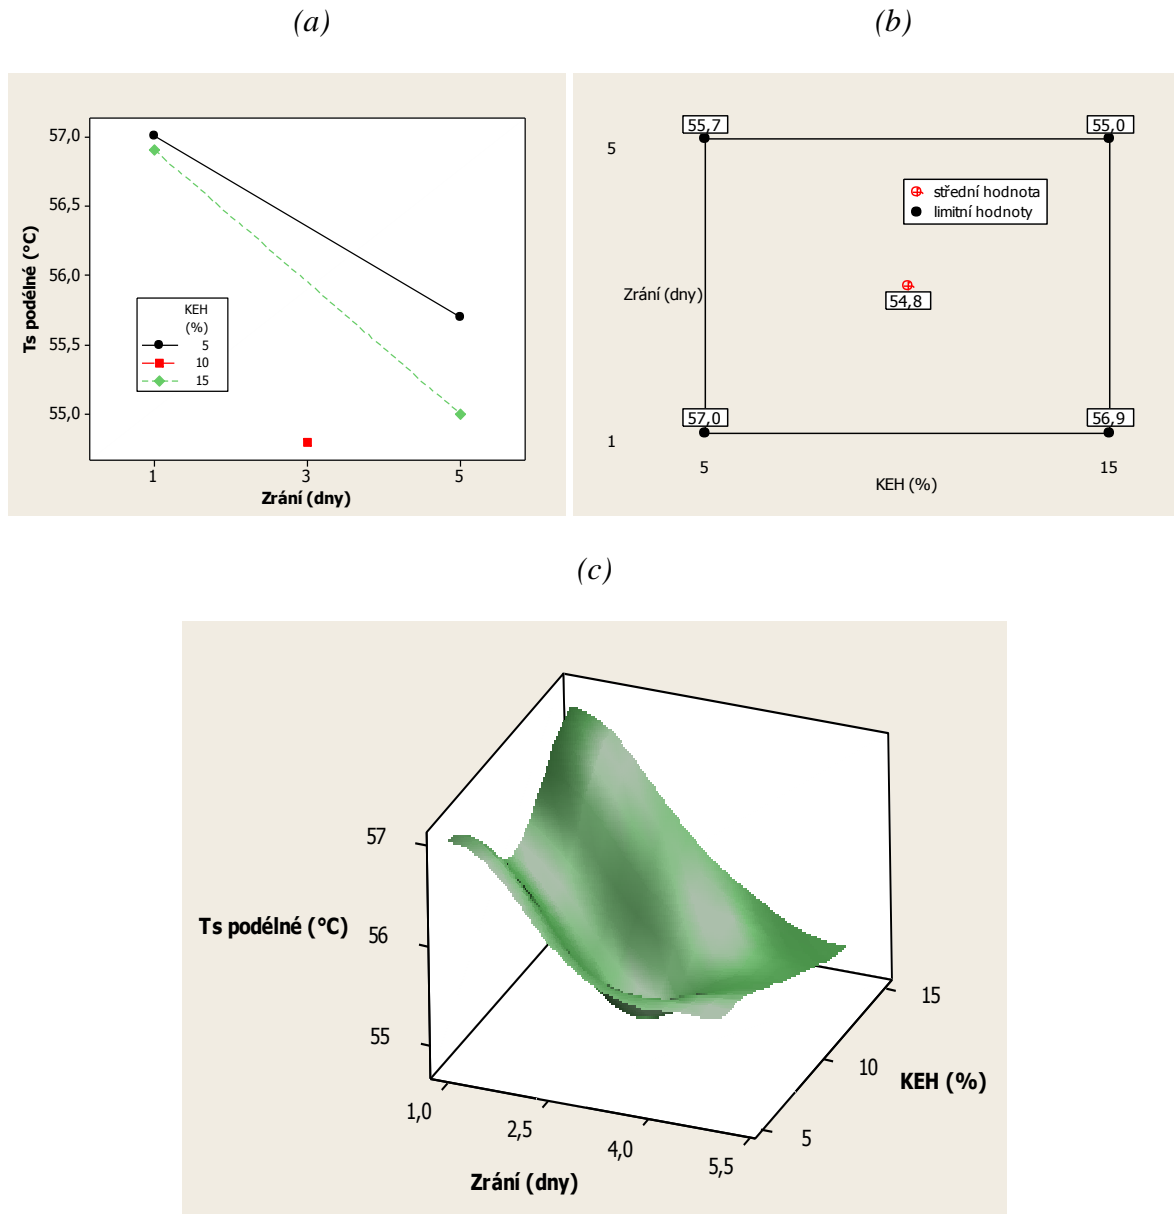 (a)
57,0
56,5
56,0
55,5
55,0
Ts podélné (°C)
KEH
(%)
5
10
15
1
3
5
Zrání (dny)
(b)
55,7
55,0
5
střední hodnota
limitní hodnoty
Zrání (dny)
54,8
57,0
56,9
1
5
15
KEH (%)
(c)
57
Ts podélné (°C)
56
55
15
10
KEH (%)
5
1,0
2,5
4,0
5,5
Zrání (dny)